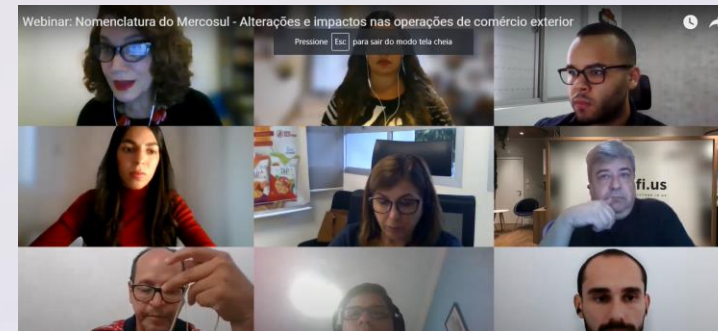 Webinar: Nomenclatura do Mercosul - Alterações e impactos nas operações de comércio exterior
Pressione Esc para sair do modo tela cheia
fi.us